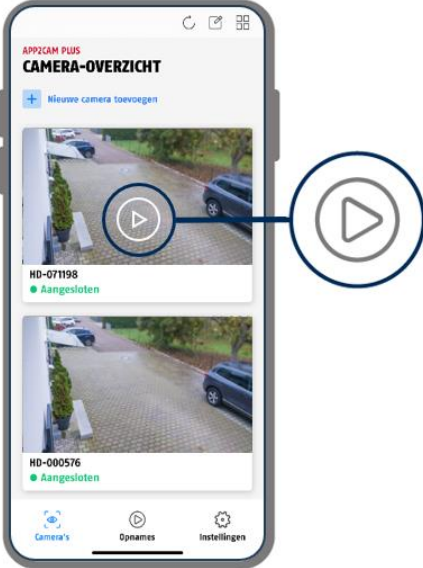 APP2CAM PLUS
CAMERA-OVERZICHT
Nieuwe camera toevoegen
HD-071198
Aangesloten
HD-000576
Aangesloten
Camera's Opnames Instellingen